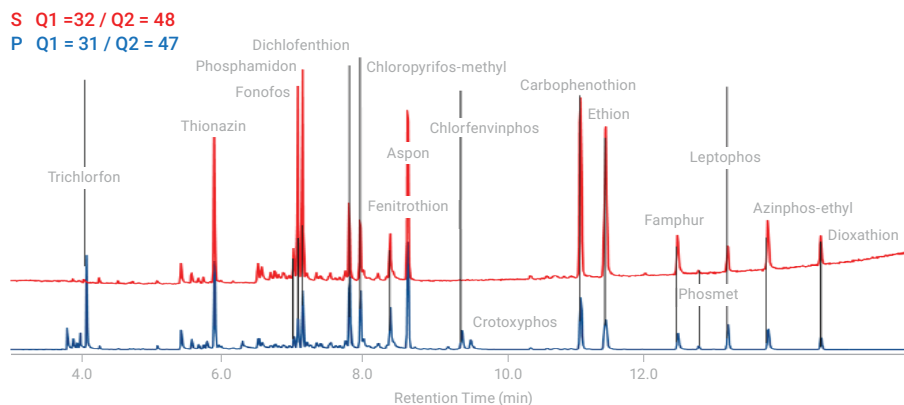 S Q1 =32 / Q2 = 48
P Q1 = 31 / Q2 = 47
Dichlofenthion
Phosphamidon
Chloropyrifos-methyl
Fonofos
Carbophenothion
Ethion
Thionazin
Chlorfenvinphos
Aspon
Leptophos
Trichlorfon
Fenitrothion
Azinphos-ethyl
Famphur
Dioxathion
Phosmet
Crotoxyphos
4.0 6.0 8.0 10.0 12.0
Retention Time (min)